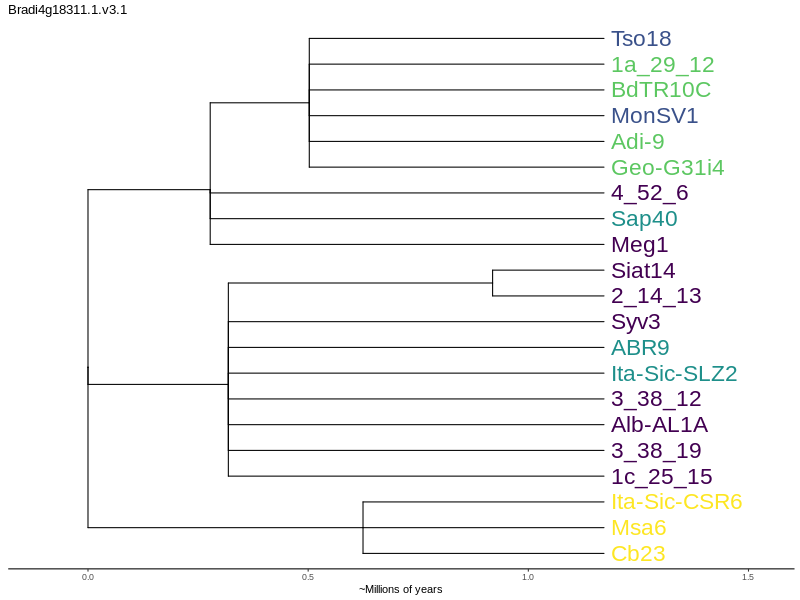 Bradi4g18311.1.v3.1
Tso18
1a_29_12
BdTR10C
MonSV1
Adi-9
Geo-G31i4
4_52_6
Sap40
Meg1
Siat14
2_14_13
Syv3
ABR9
Ita-Sic-SLZ2
3_38_12
Alb-AL1A
3_38_19
1c_25_15
Ita-Sic-CSR6
Msa6
Cb23
0.0 0.5 1.0 1.5
~Millions of years